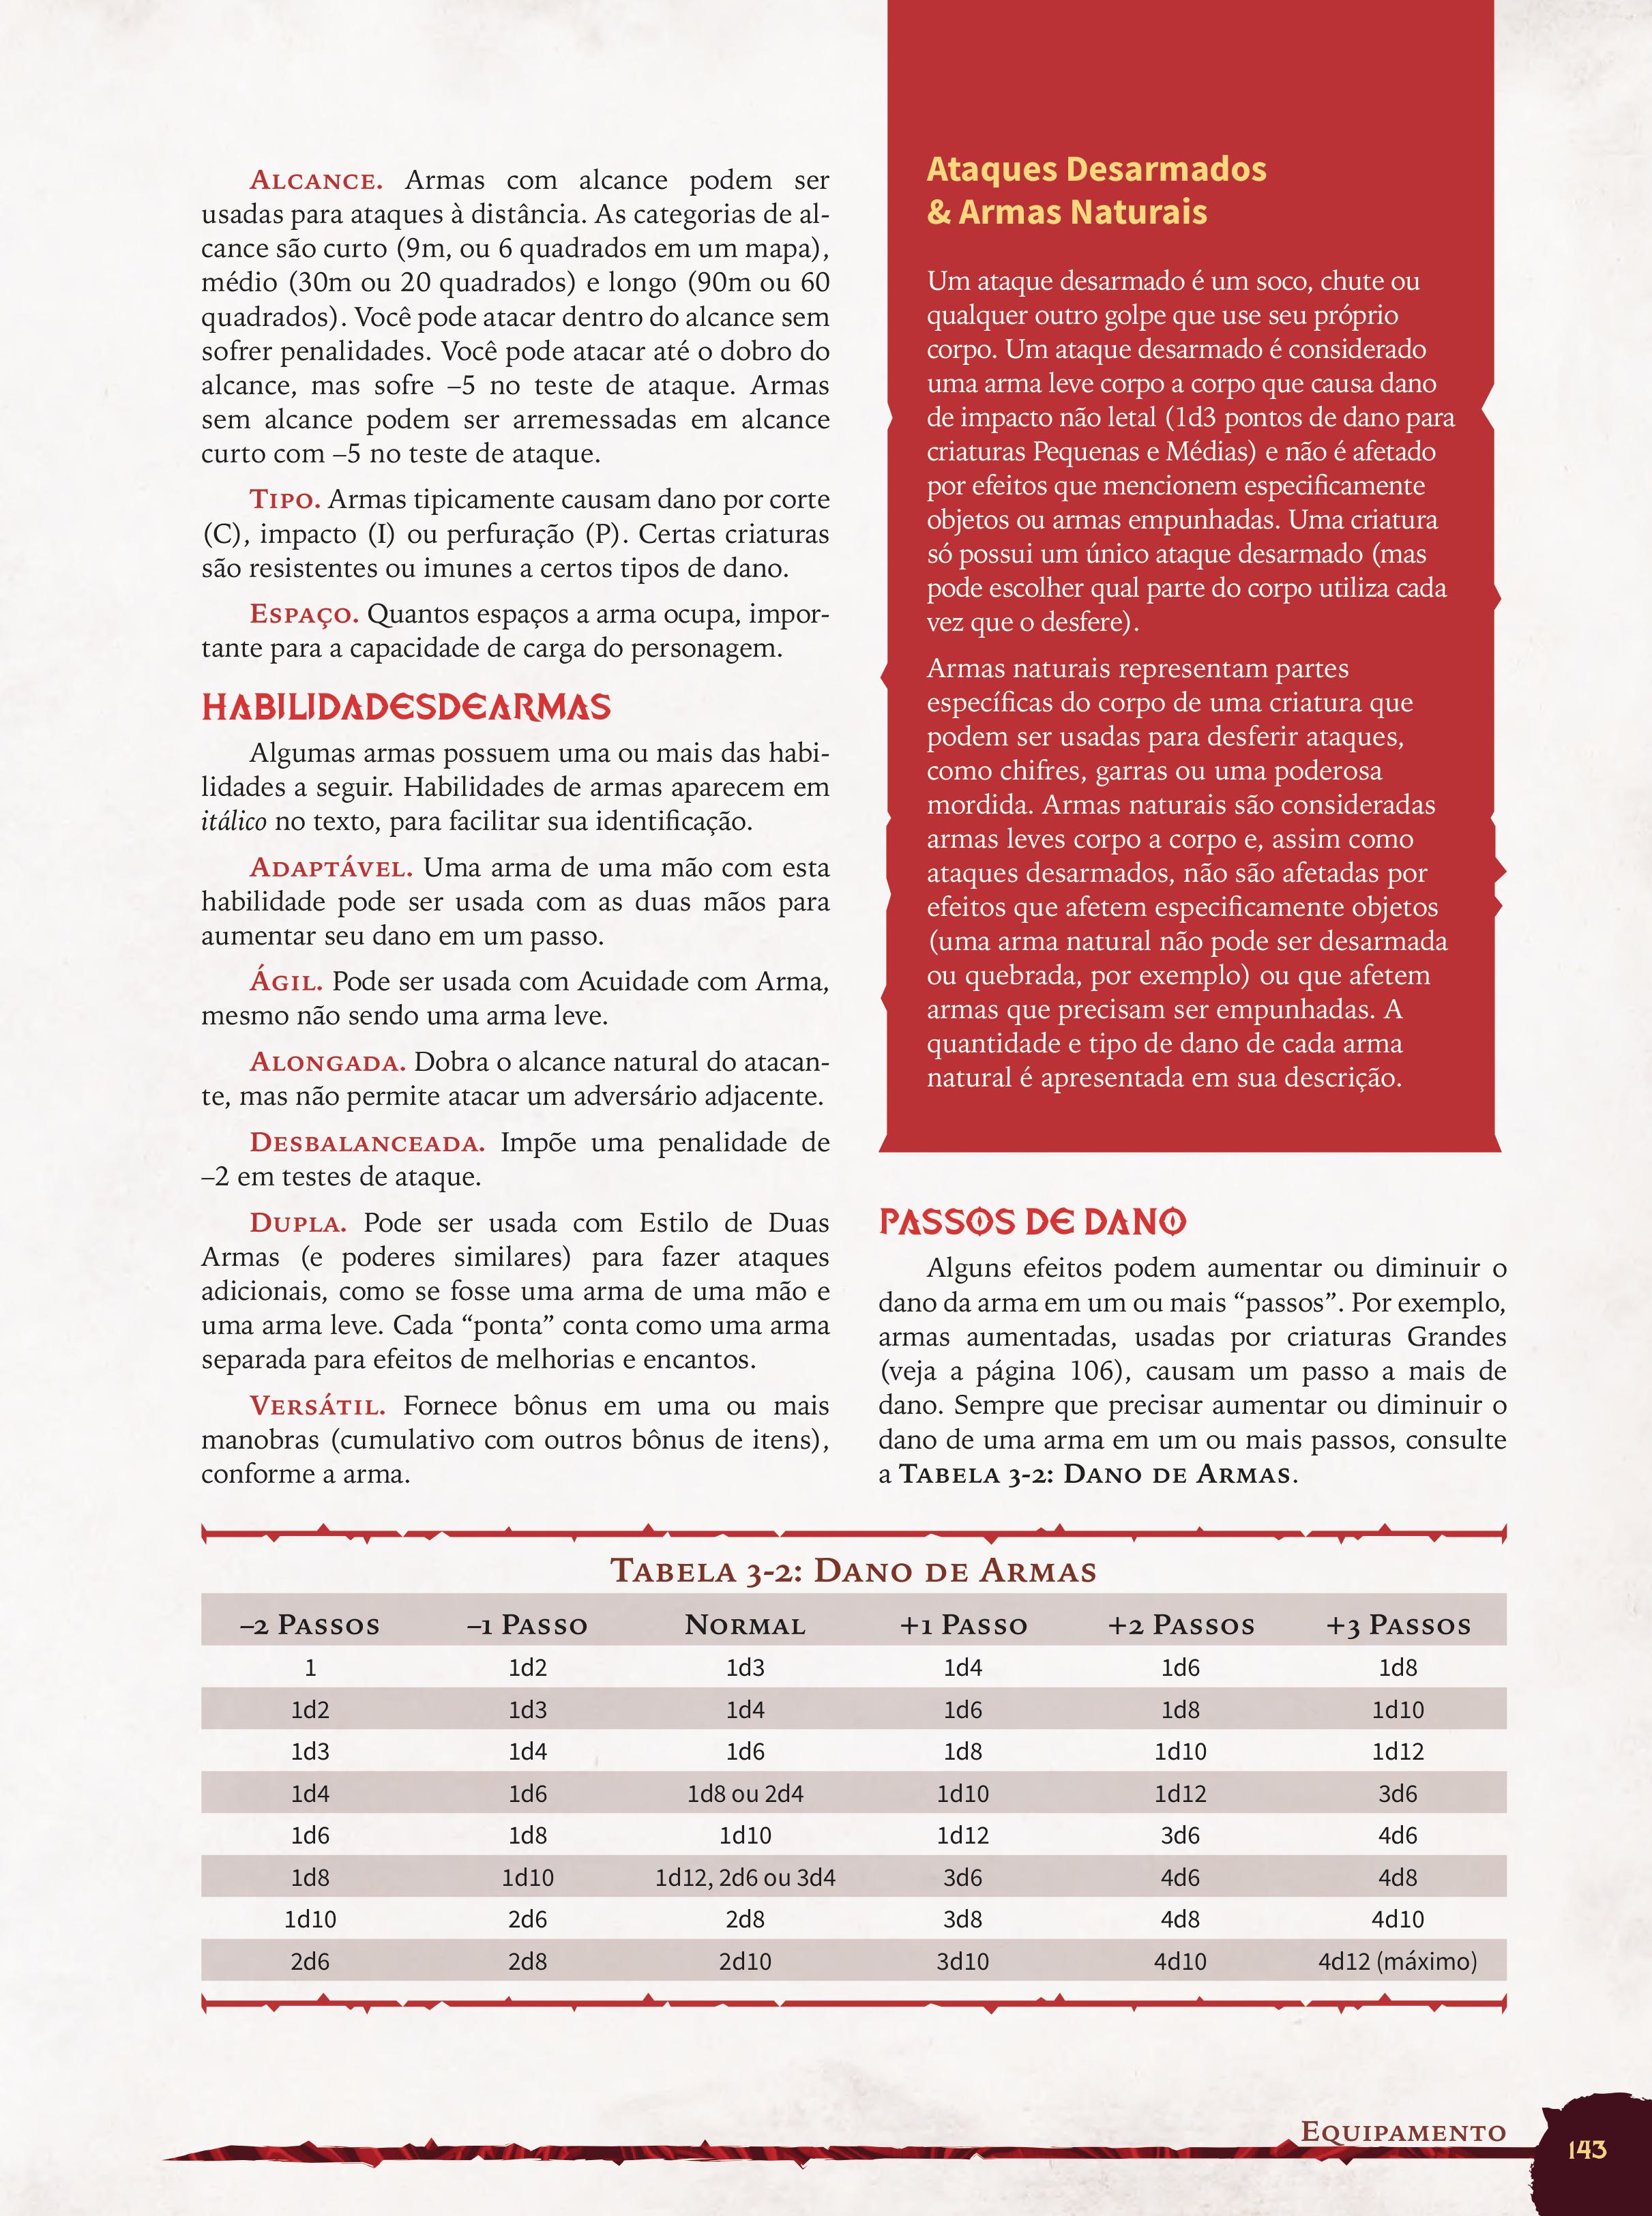 ALCANCE. Armas com alcance podem ser
usadas para ataques à distância. As categorias de al-
cance são curto (9m, ou 6 quadrados em um mapa),
médio (30m ou 20 quadrados) e longo (90m ou 60
quadrados). Você pode atacar dentro do alcance sem
sofrer penalidades. Você pode atacar até o dobro do
alcance, mas sofre –5 no teste de ataque. Armas
sem alcance podem ser arremessadas em alcance
curto com –5 no teste de ataque.
TIPO. Armas tipicamente causam dano por corte
(C), impacto (I) ou perfuração (P). Certas criaturas
são resistentes ou imunes a certos tipos de dano.
ESPAÇO. Quantos espaços a arma ocupa, impor-
tante para a capacidade de carga do personagem.
HABILIDADESDEARMAS
Algumas armas possuem uma ou mais das habi-
lidades a seguir. Habilidades de armas aparecem em
itálico no texto, para facilitar sua identificação.
ADAPTÁVEL. Uma arma de uma mão com esta
habilidade pode ser usada com as duas mãos para
aumentar seu dano em um passo.
ÁGIL. Pode ser usada com Acuidade com Arma,
mesmo não sendo uma arma leve.
ALONGADA. Dobra o alcance natural do atacan-
te, mas não permite atacar um adversário adjacente.
DESBALANCEADA. Impõe uma penalidade de
–2 em testes de ataque.
DUPLA. Pode ser usada com Estilo de Duas
Armas (e poderes similares) para fazer ataques
adicionais, como se fosse uma arma de uma mão e
uma arma leve. Cada “ponta” conta como uma arma
separada para efeitos de melhorias e encantos.
VERSÁTIL. Fornece bônus em uma ou mais
manobras (cumulativo com outros bônus de itens),
conforme a arma.
Ataques Desarmados
& Armas Naturais
Um ataque desarmado é um soco, chute ou
qualquer outro golpe que use seu próprio
corpo. Um ataque desarmado é considerado
uma arma leve corpo a corpo que causa dano
de impacto não letal (1d3 pontos de dano para
criaturas Pequenas e Médias) e não é afetado
por efeitos que mencionem especificamente
objetos ou armas empunhadas. Uma criatura
só possui um único ataque desarmado (mas
pode escolher qual parte do corpo utiliza cada
vez que o desfere).
Armas naturais representam partes
específicas do corpo de uma criatura que
podem ser usadas para desferir ataques,
como chifres, garras ou uma poderosa
mordida. Armas naturais são consideradas
armas leves corpo a corpo e, assim como
ataques desarmados, não são afetadas por
efeitos que afetem especificamente objetos
(uma arma natural não pode ser desarmada
ou quebrada, por exemplo) ou que afetem
armas que precisam ser empunhadas. A
quantidade e tipo de dano de cada arma
natural é apresentada em sua descrição.
PASSOS DE DANO
Alguns efeitos podem aumentar ou diminuir o
dano da arma em um ou mais “passos”. Por exemplo,
armas aumentadas, usadas por criaturas Grandes
(veja a página 106), causam um passo a mais de
dano. Sempre que precisar aumentar ou diminuir o
dano de uma arma em um ou mais passos, consulte
a TABELA 3-2: DANO DE ARMAS.
TABELA 3-2: DANO DE ARMAS
–2 PASSOS –1 PASSO NORMAL +1 PASSO +2 PASSOS +3 PASSOS
1 1d2 1d3 1d4 1d6 1d8
1d2 1d3 1d4 1d6 1d8 1d10
1d3 1d4 1d6 1d8 1d10 1d12
1d4 1d6 1d8 ou 2d4 1d10 1d12 3d6
1d6 1d8 1d10 1d12 3d6 4d6
1d8 1d10 1d12, 2d6 ou 3d4 3d6 4d6 4d8
1d10 2d6 2d8 3d8 4d8 4d10
2d6 2d8 2d10 3d10 4d10 4d12 (máximo)
EQUIPAMENTO
143